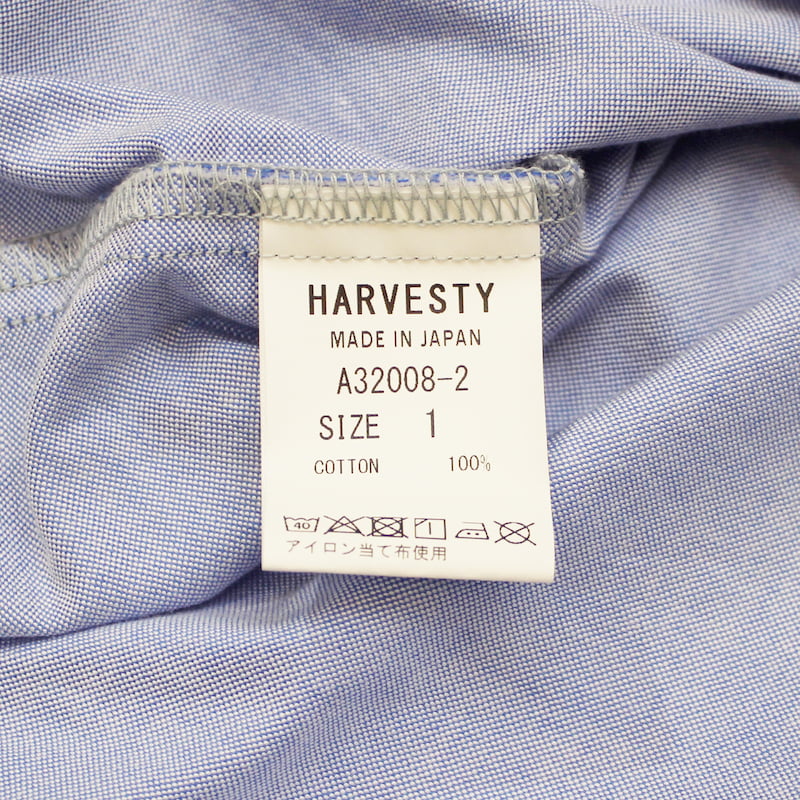 HARVESTY
MADE IN JAPAN
A32008-2
SIZE 1
COTTON 100%
40
アイロン当て布使用